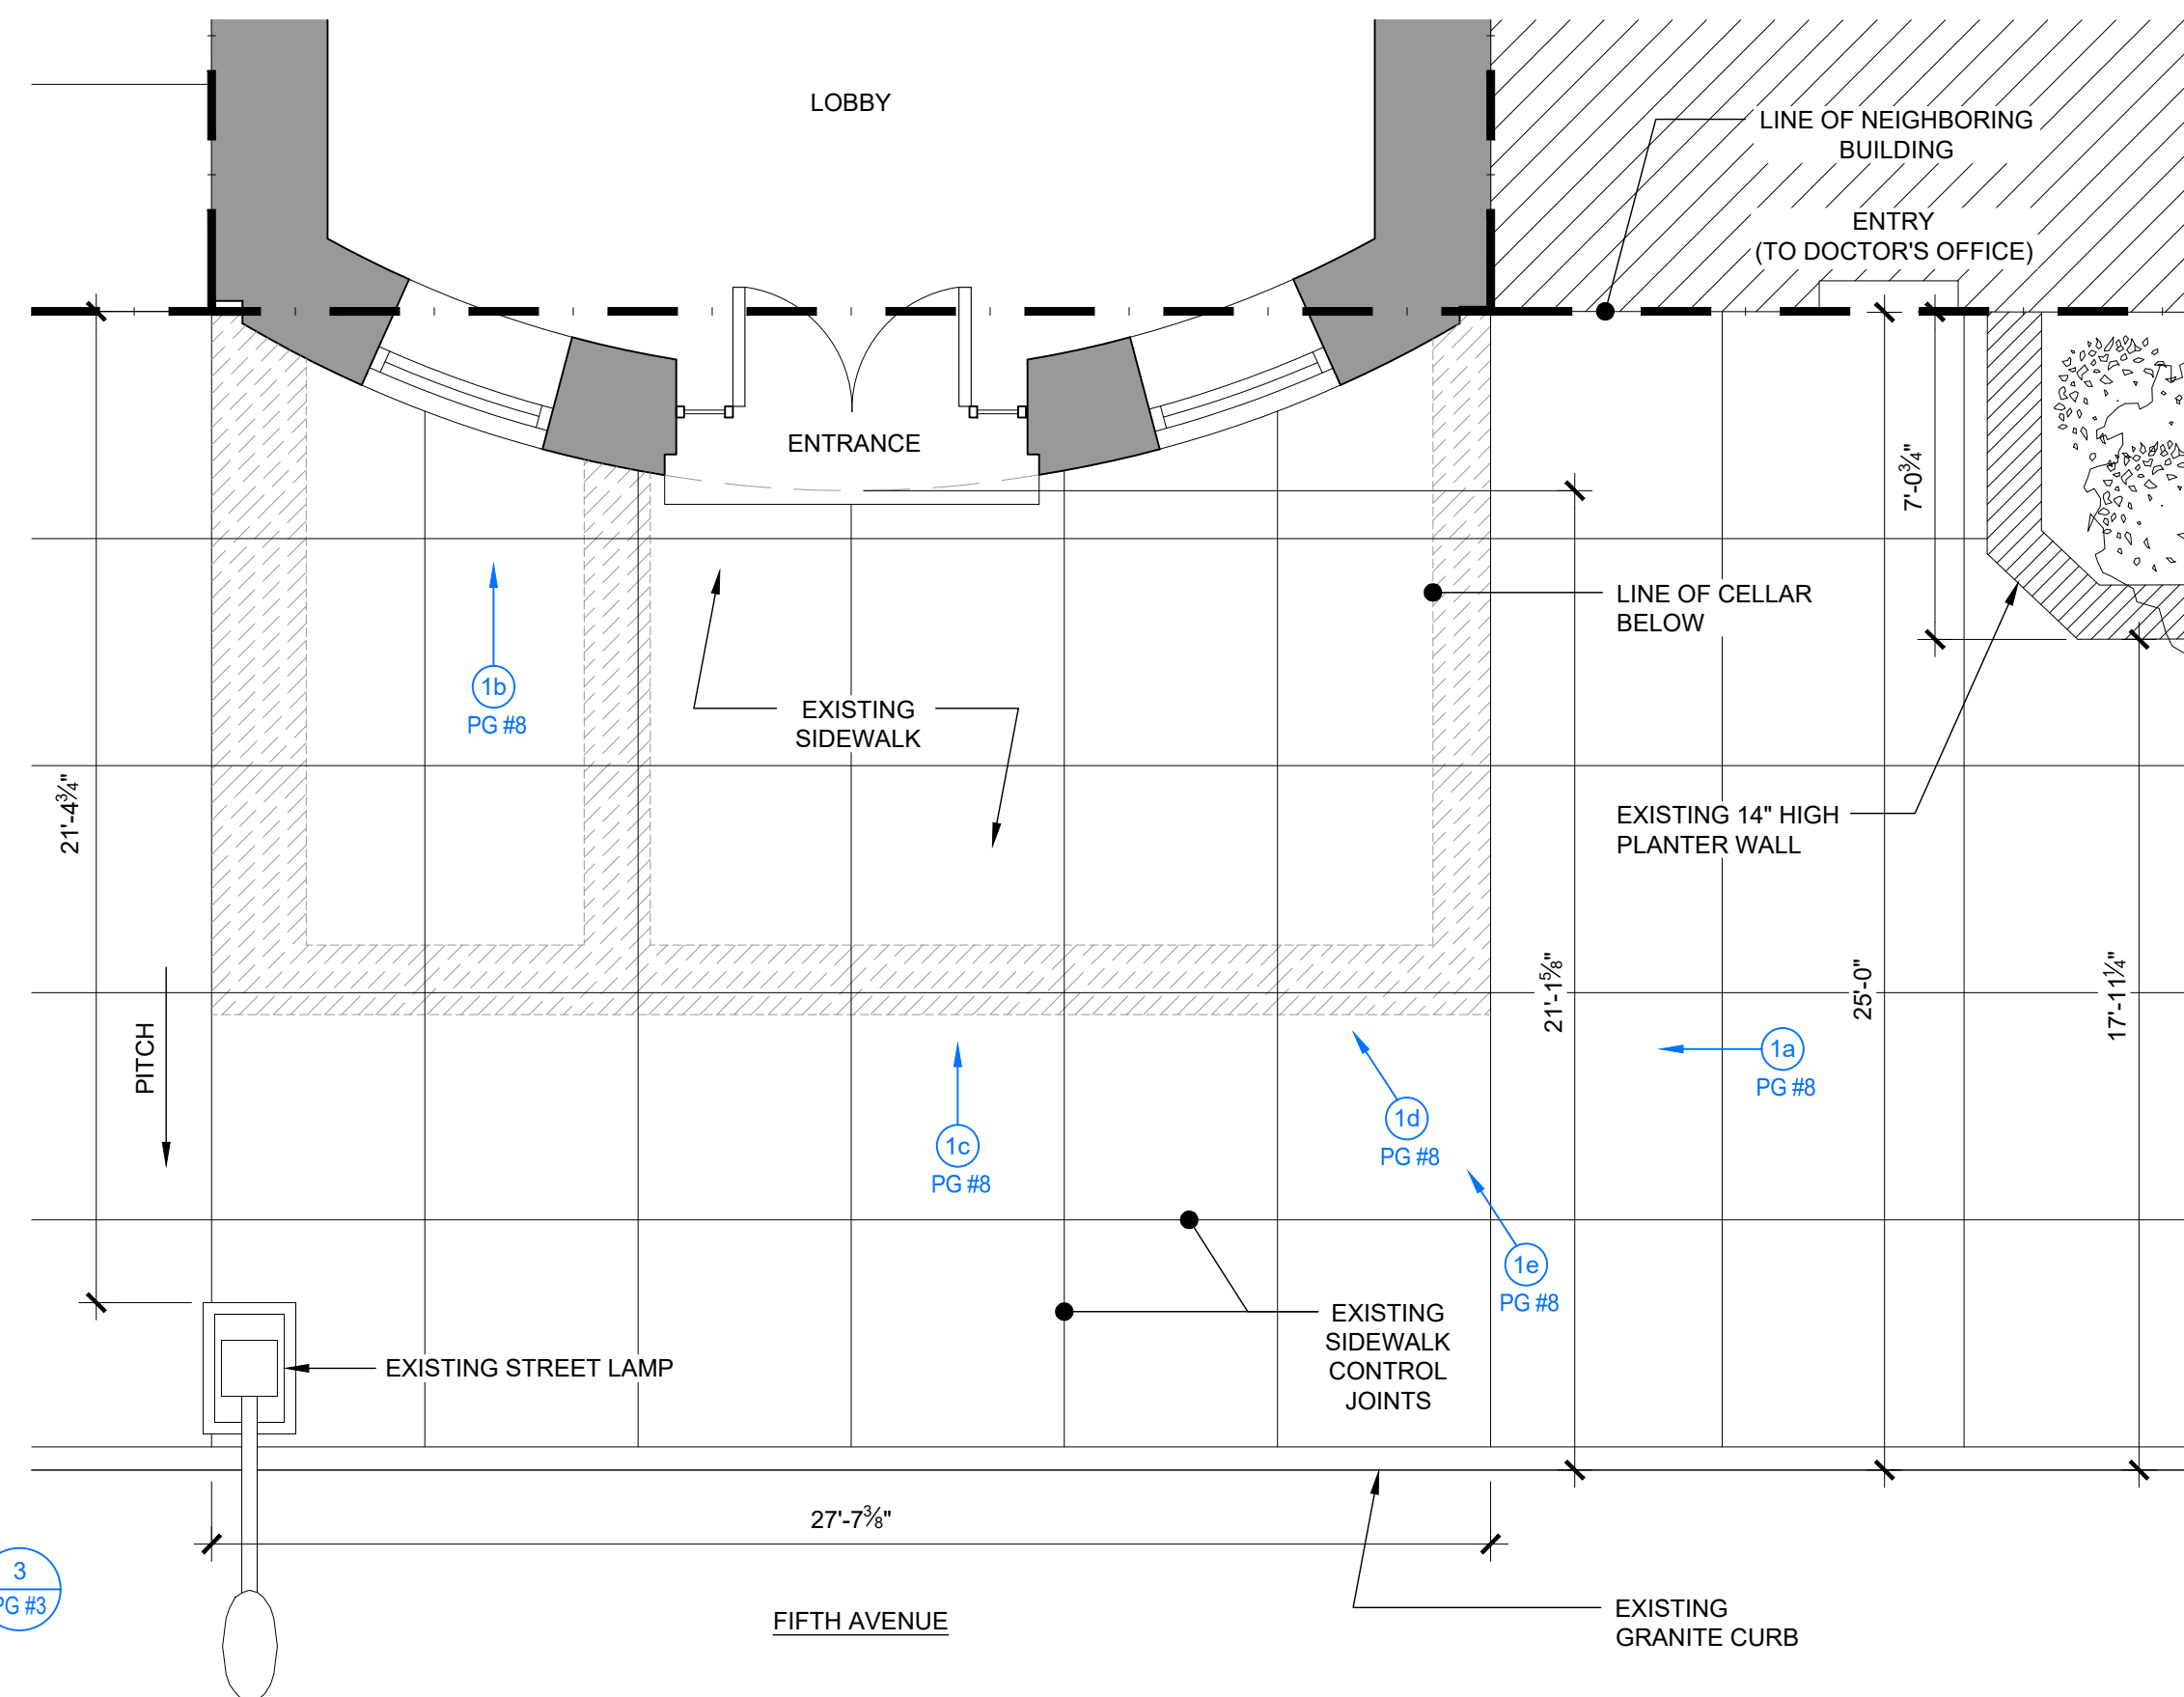 LOBBY
LINE OF NEIGHBORING
BUILDING
ENTRY
(TO DOCTOR'S OFFICE)
ENTRANCE
7'-0¾"
LINE OF CELLAR
BELOW
1b
PG #8
EXISTING
SIDEWALK
21'-4¾"
EXISTING 14" HIGH
PLANTER WALL
21'-1⅝"
25'-0"
17'-11¼"
PITCH
1a
PG #8
1c
PG #8
1d
PG #8
1e
PG #8
EXISTING
SIDEWALK
CONTROL
JOINTS
EXISTING STREET LAMP
27'-7⅜"
3
PG #3
FIFTH AVENUE
EXISTING
GRANITE CURB